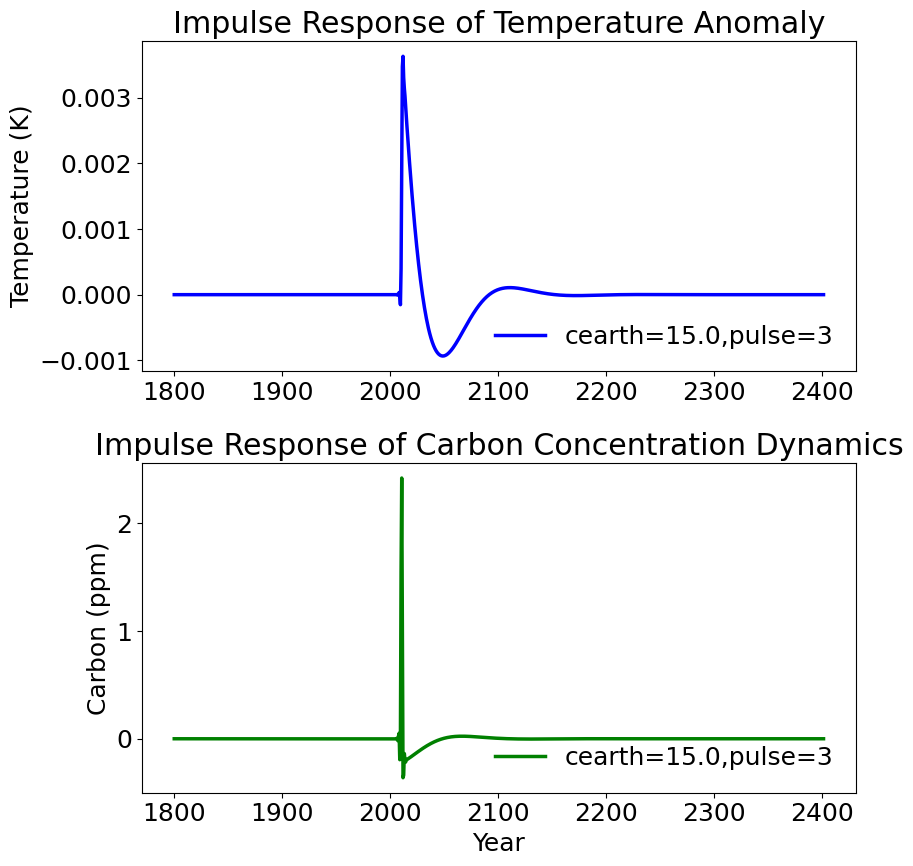 Impulse Response of Temperature Anomaly
Temperature (K)
0.003
0.002
0.001
0.000
−0.001
cearth=15.0,pulse=3
1800 1900 2000 2100 2200 2300 2400
Impulse Response of Carbon Concentration Dynamics
Carbon (ppm)
2
1
0
cearth=15.0,pulse=3
1800 1900 2000 2100 2200 2300 2400
Year